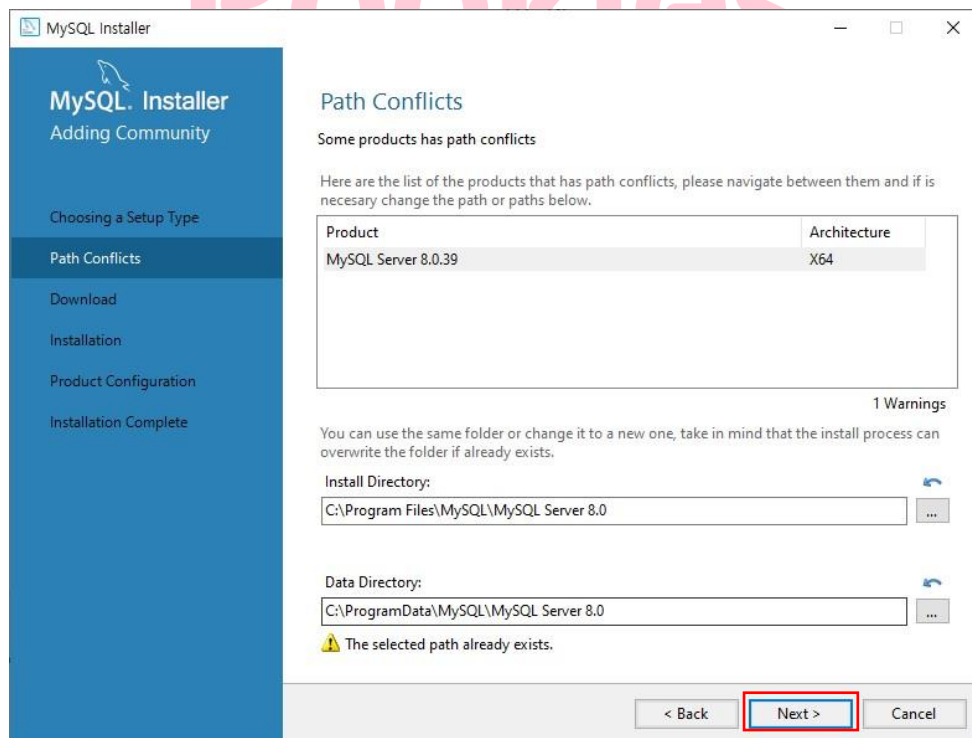 MySQL Installer
MySQL. Installer
Adding Community
Choosing a Setup Type
Path Conflicts
Download
Installation
Product Configuration
Installation Complete
Path Conflicts
Some products has path conflicts
Here are the list of the products that has path conflicts, please navigate between them and if is
necesary change the path or paths below.
Product Architecture
MySQL Server 8.0.39 X64
1 Warnings
You can use the same folder or change it to a new one, take in mind that the install process can
overwrite the folder if already exists.
Install Directory:
C:\Program Files\MySQL\MySQL Server 8.0
...
Data Directory:
C:\ProgramData\MySQL\MySQL Server 8.0
...
The selected path already exists.
< Back Next > Cancel